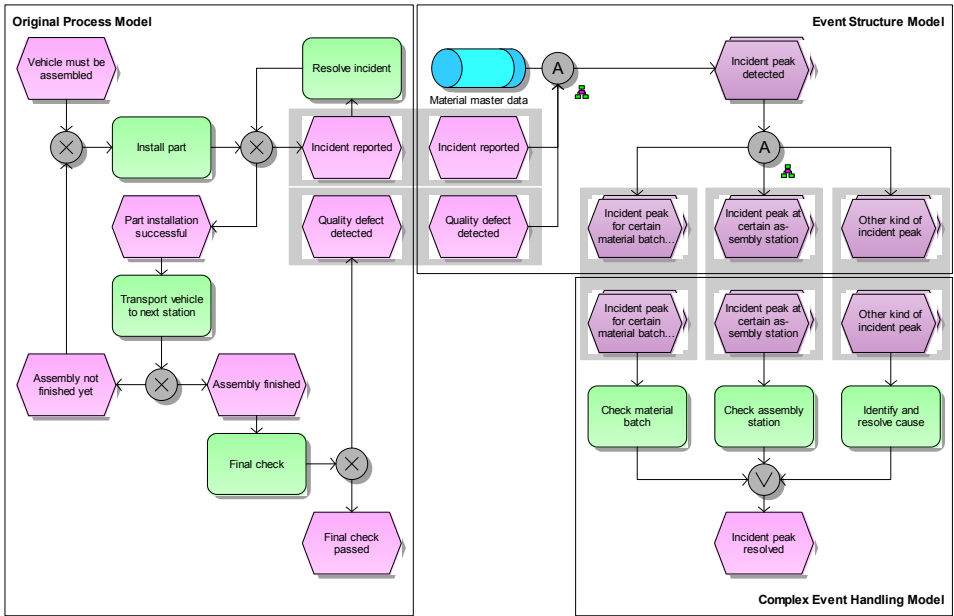 Original Process Model
Vehicle must be
assembled
Install part
Resolve incident
Incident reported
Part installation
successful
Quality defect
detected
Transport vehicle
to next station
Assembly not
finished yet
Assembly finished
Final check
Final check
passed
Event Structure Model
Material master data
A
Incident peak
detected
Incident reported
A
Quality defect
detected
Incident peak
for certain
material batch...
Incident peak at
certain as-
sembly station
Other kind of
incident peak
Incident peak
for certain
material batch...
Incident peak at
certain as-
sembly station
Other kind of
incident peak
Check material
batch
Check assembly
station
Identify and
resolve cause
Incident peak
resolved
Complex Event Handling Model